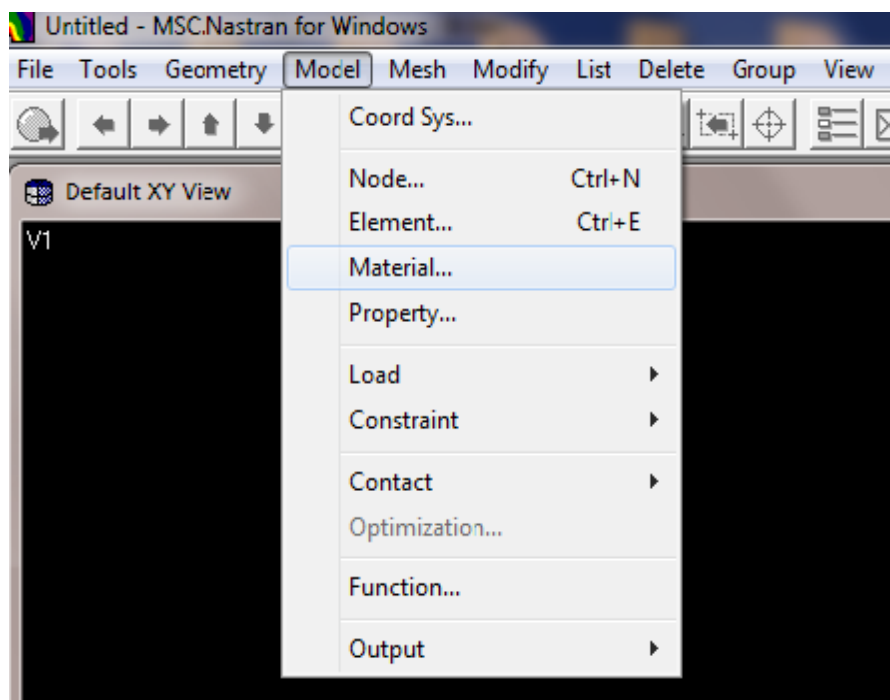 Untitled - MSC.Nastran for Windows
File Tools Geometry Model Mesh Modify List Delete Group View
Default XY View
V1
Coord Sys...
Node... Ctrl+N
Element... Ctrl+E
Material...
Property...
Load
Constraint
Contact
Optimization...
Function...
Output